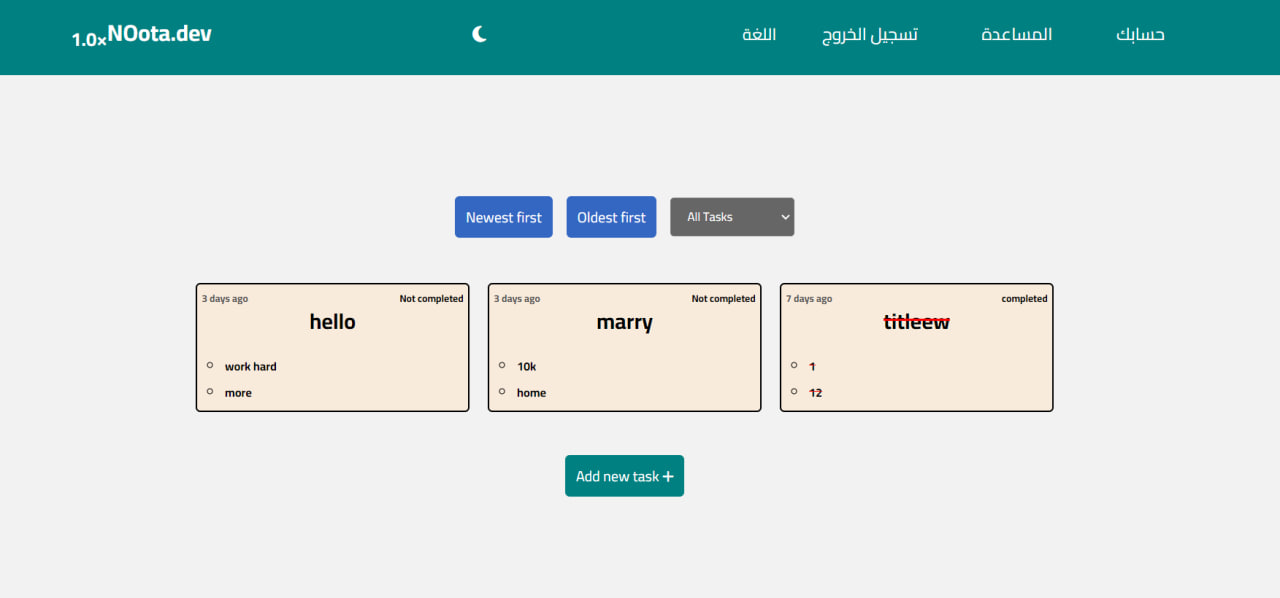 1.0×NOota.dev
حسابك
المساعدة
تسجيل الخروج
اللغة
Newest first
Oldest first
All Tasks
3 days ago
Not completed
hello
work hard
more
3 days ago
Not completed
marry
10k
home
7 days ago
completed
titleew
1
12
Add new task +